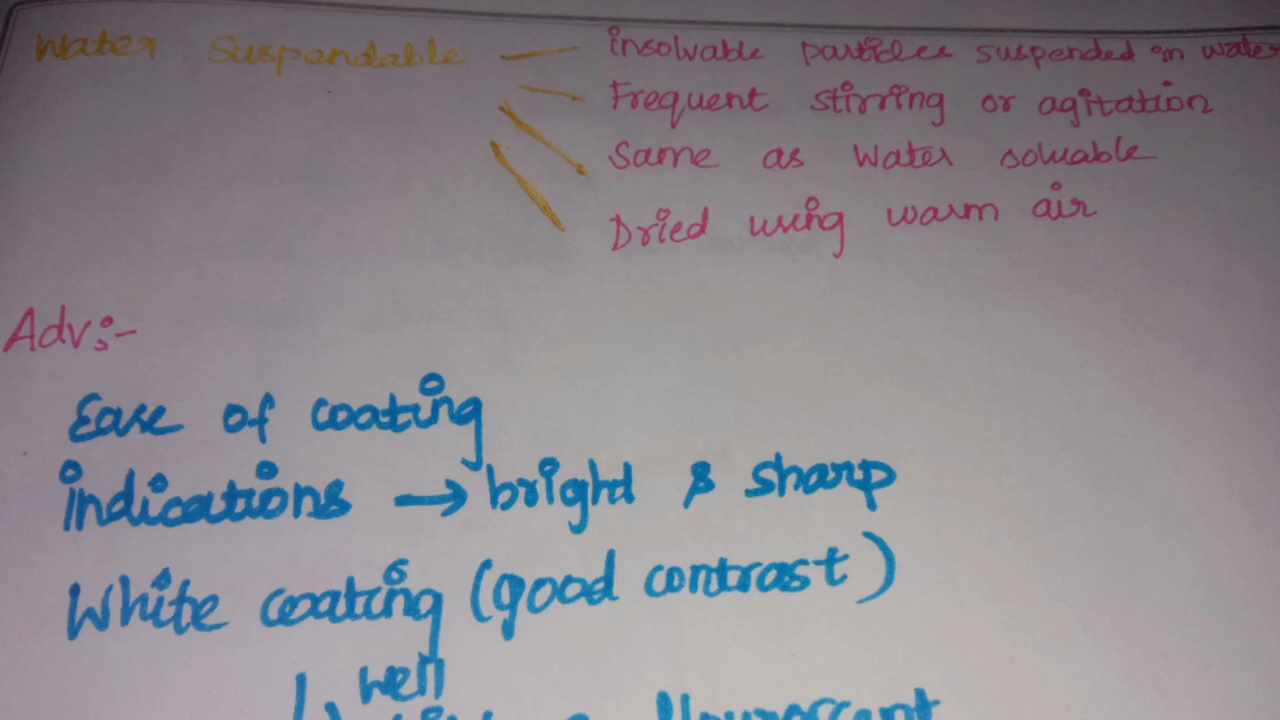 Water Suspendable — insolvable particles suspended in water
Frequent stirring or agitation
Same as Water soluable
Dried using warm air
Adv:-
Ease of coating
indications → bright & sharp
White coating (good contrast)
well